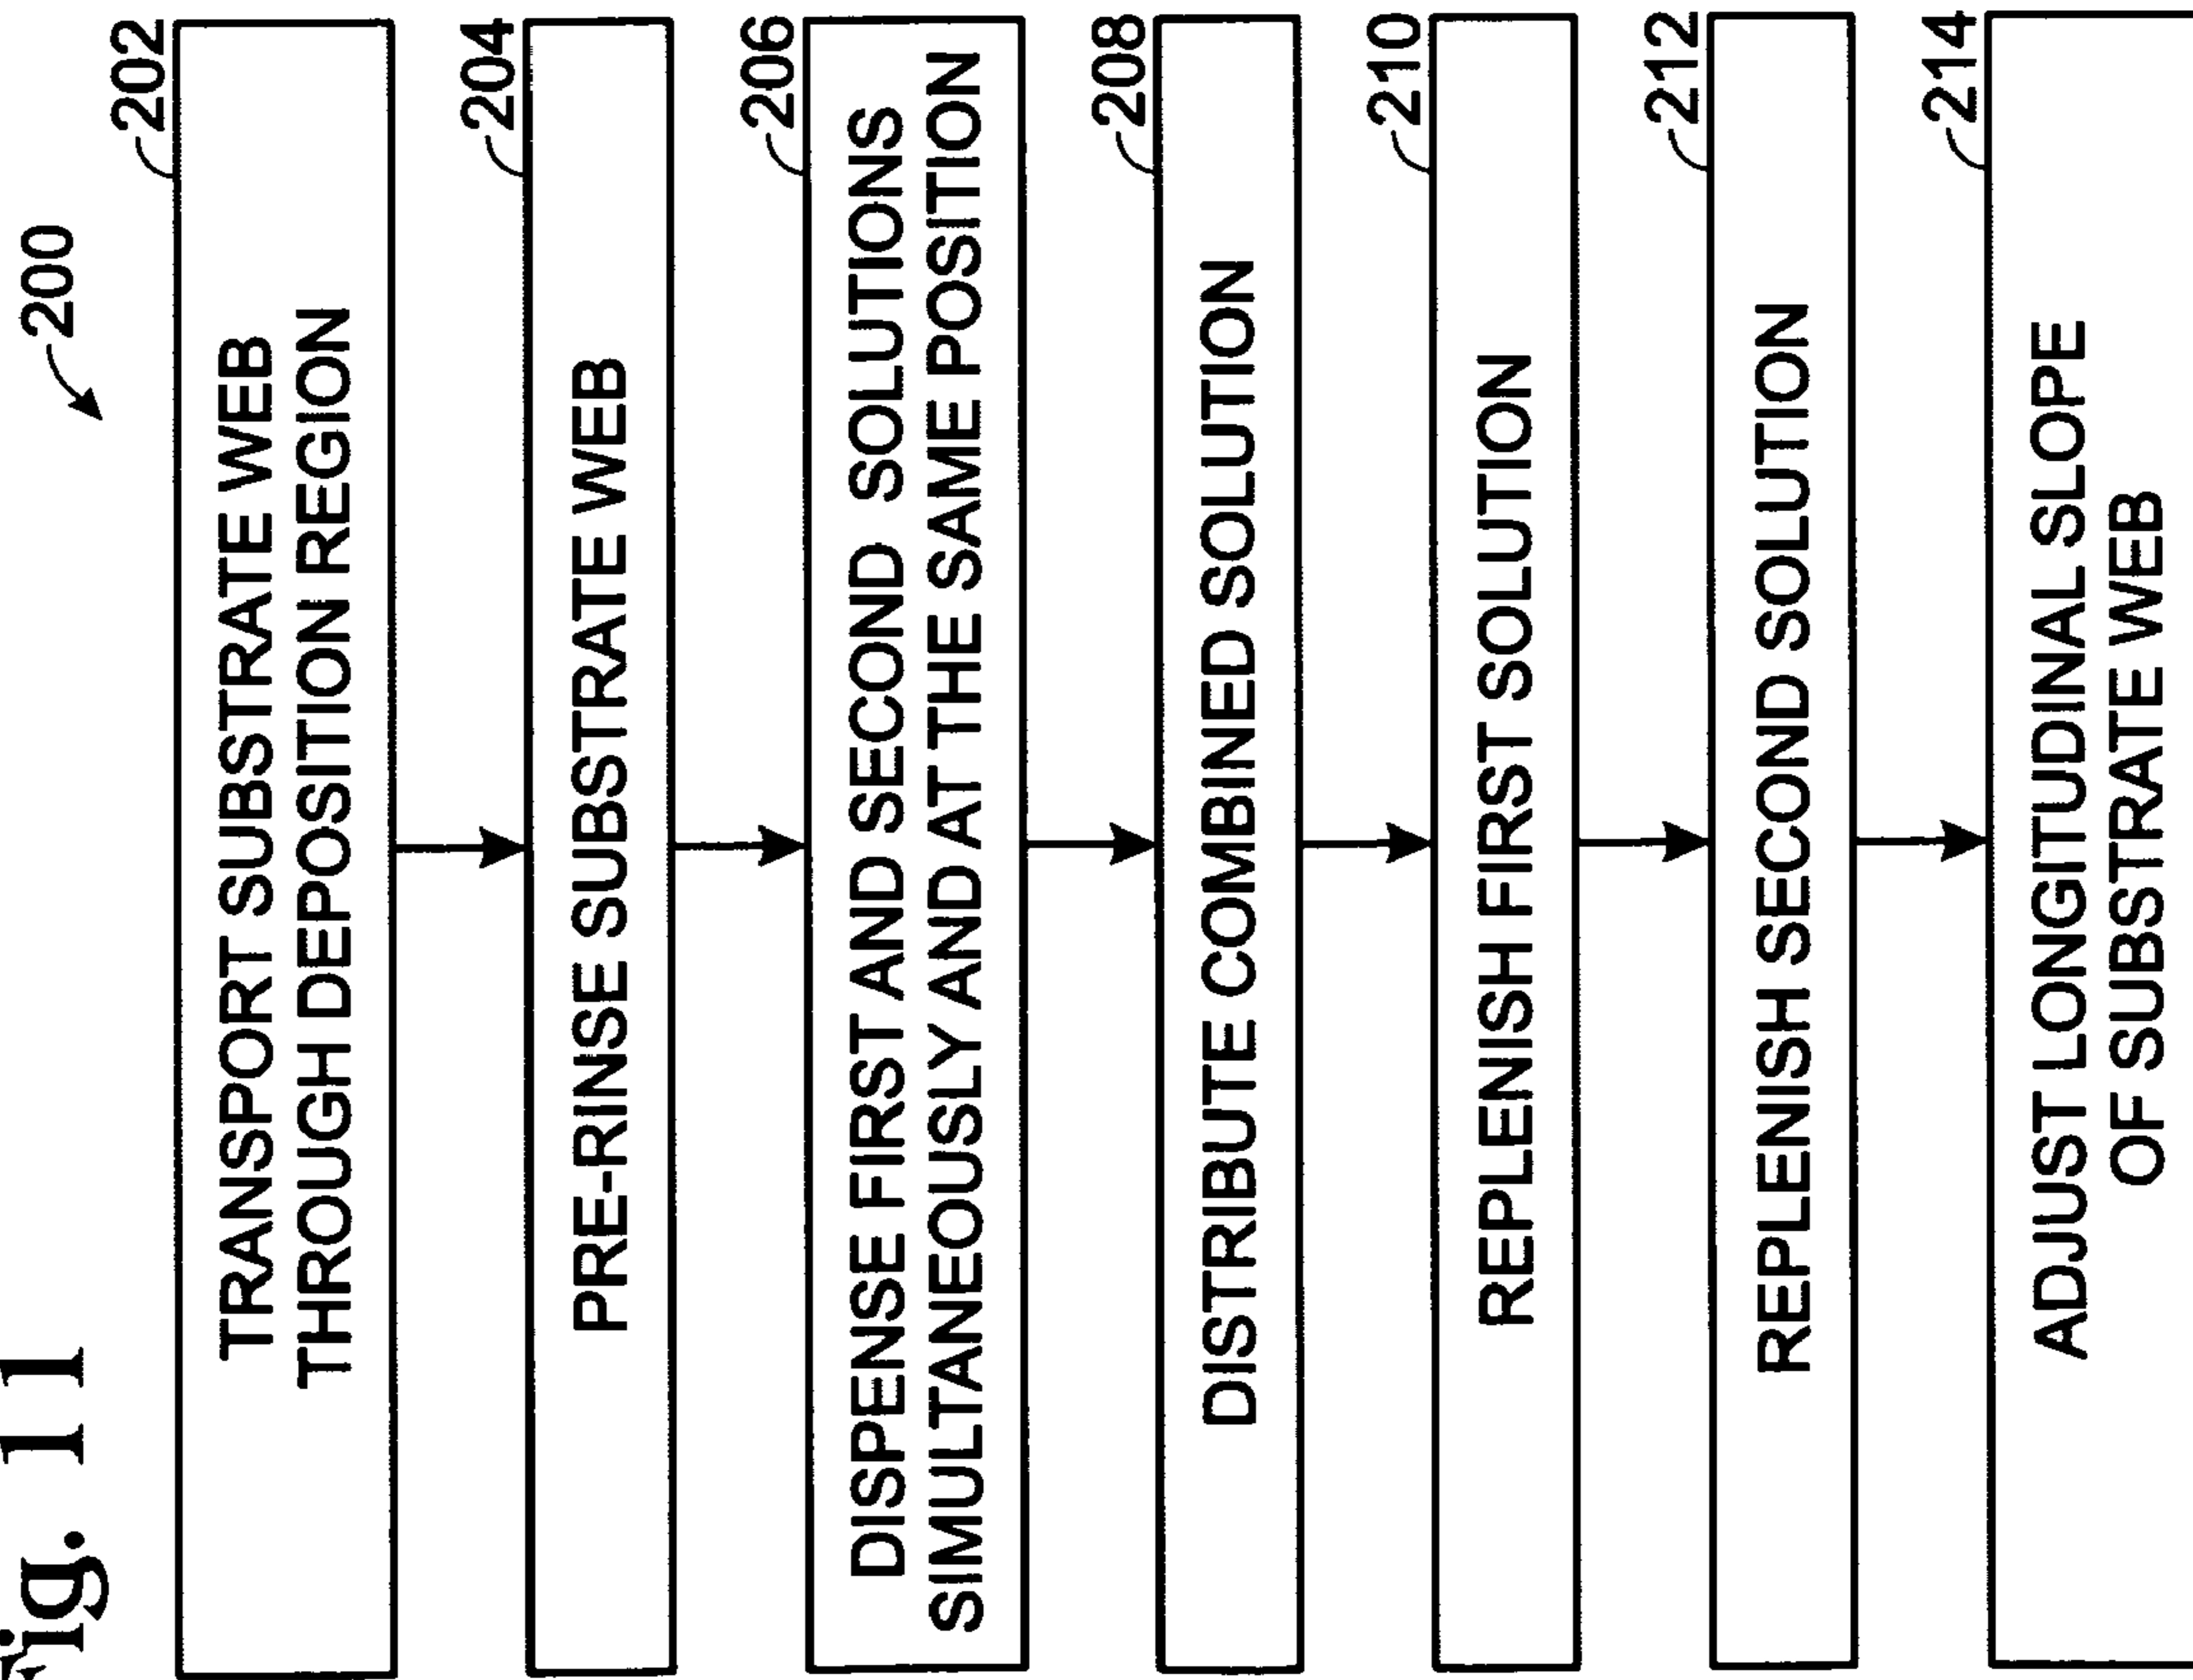 ig. 11
200
202
TRANSPORT SUBSTRATE WEB
THROUGH DEPOSITION REGION
204
PRE-RINSE SUBSTRATE WEB
206
DISPENSE FIRST AND SECOND SOLUTIONS
SIMULTANEOUSLY AND AT THE SAME POSITION
208
DISTRIBUTE COMBINED SOLUTION
210
REPLENISH FIRST SOLUTION
212
REPLENISH SECOND SOLUTION
214
ADJUST LONGITUDINAL SLOPE
OF SUBSTRATE WEB